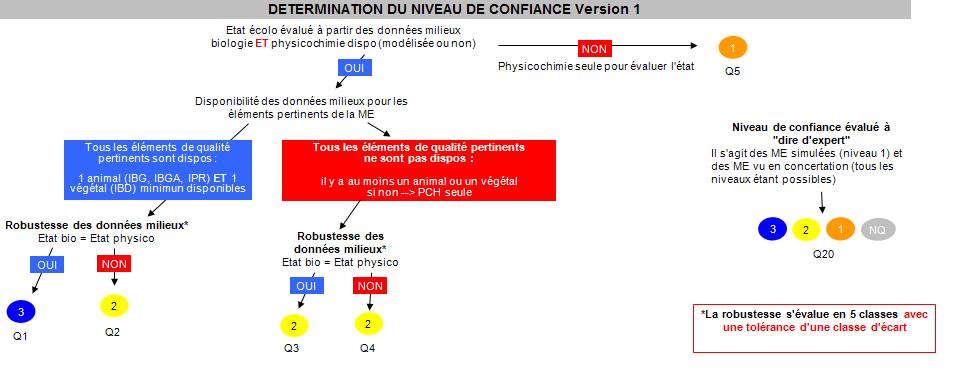 DETERMINATION DU NIVEAU DE CONFIANCE Version 1
Etat écolo évalué à partir des données milieux
biologie ET physicochimie dispo (modélisée ou non)
NON
1
Physicochimie seule pour évaluer l'état
Q5
OUI
Disponibilité des données milieux pour les
éléments pertinents de la ME
Tous les éléments de qualité
pertinents sont dispos :
1 animal (IBG, IBGA, IPR) ET 1
végétal (IBD) minimun disponibles
Tous les éléments de qualité pertinents
ne sont pas dispos :
il y a au moins un animal ou un végétal
si non --> PCH seule
Niveau de confiance évalué à
"dire d'expert"
Il s'agit des ME simulées (niveau 1) et
des ME vu en concertation (tous les
niveaux étant possibles)
3
2
1
NQ
Q20
Robustesse des données milieux*
Etat bio = Etat physico
OUI
NON
3
2
Q1
Q2
Robustesse des
données milieux*
Etat bio = Etat physico
OUI
NON
2
2
Q3
Q4
*La robustesse s'évalue en 5 classes avec
une tolérance d'une classe d'écart